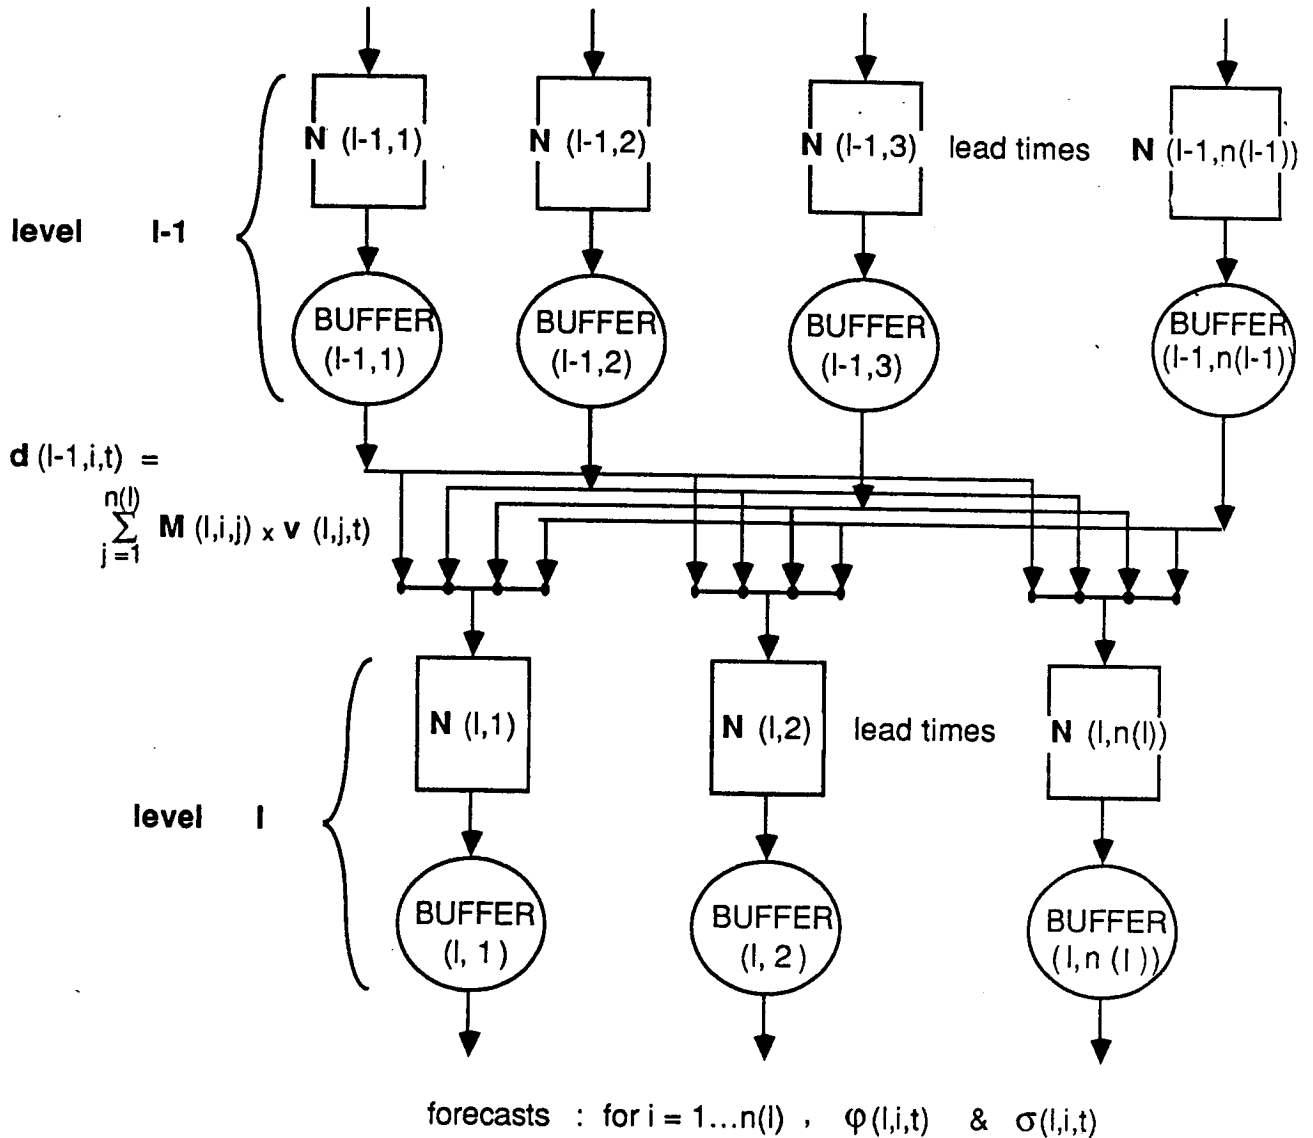 N (l-1,1) N (l-1,2) N (l-1,3) lead times N (l-1,n(l-1))
level l-1
BUFFER (l-1,1)
BUFFER (l-1,2)
BUFFER (l-1,3)
BUFFER (l-1,n(l-1))
d (l-1,i,t) =
n(l)
∑ M (l,i,j) x v (l,j,t)
j =1
N (l,1) N (l,2) lead times N (l,n(l))
level l
BUFFER (l, 1)
BUFFER (l, 2)
BUFFER (l,n (l))
forecasts : for i = 1...n(l) , φ(l,i,t) & σ(l,i,t)